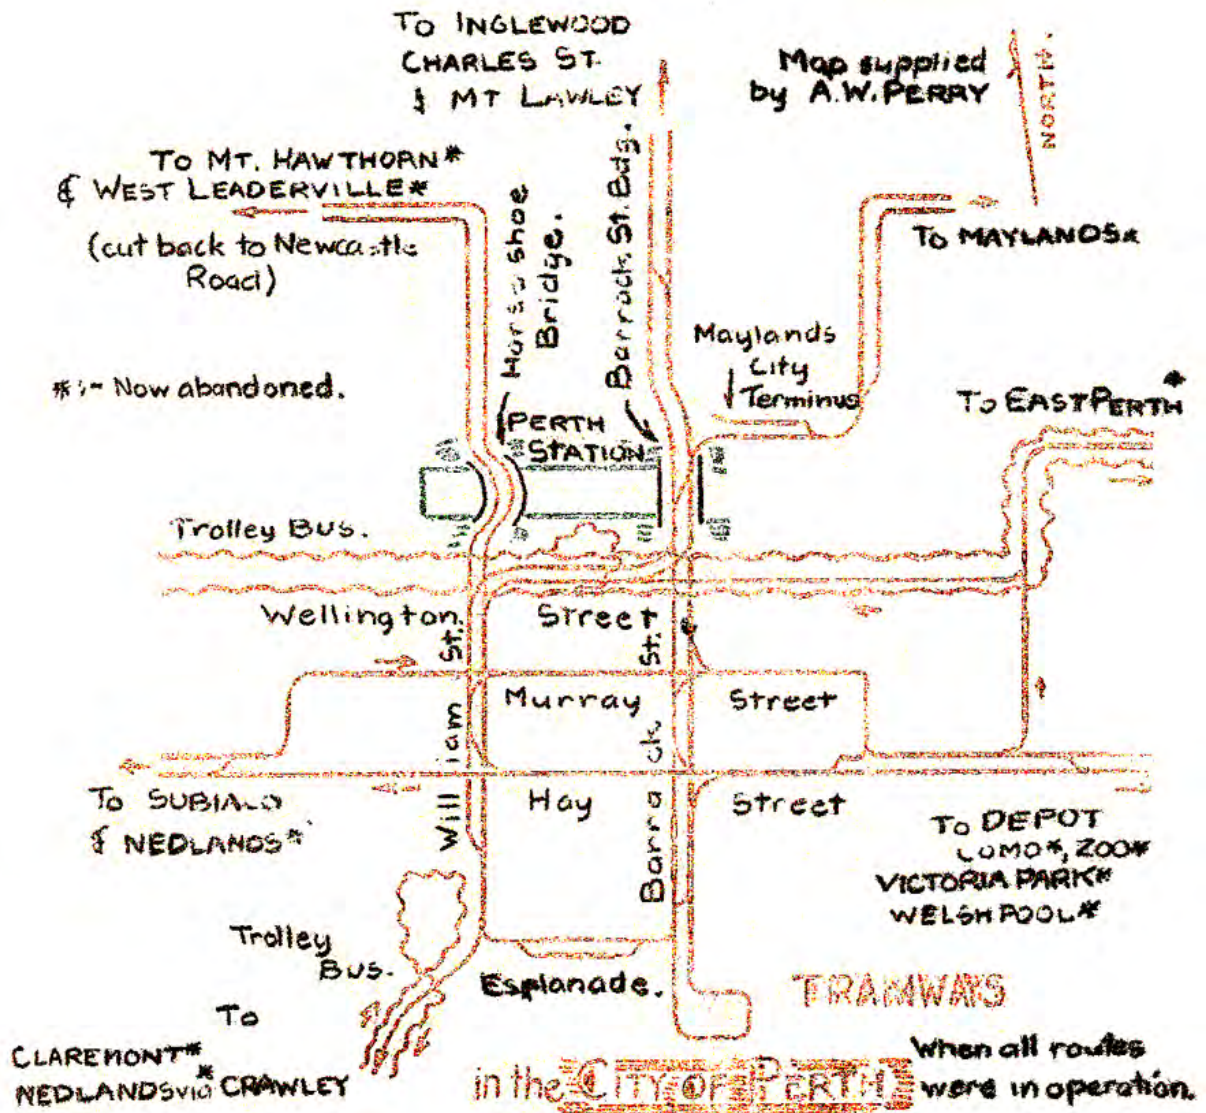 To INGLEWOOD
CHARLES ST.
& MT LAWLEY
Map supplied
by A.W. PERRY
NORTH.
To MT. HAWTHORN*
& WEST LEADERVILLE*
(cut back to Newcastle
Road)
Horse shoe
Bridge.
Barrack St. Bdg.
To MAYLANDS*
Maylands
City
Terminus
*:- Now abandoned.
To EAST PERTH*
PERTH
STATION
Trolley Bus.
Wellington Street
William St.
Barrack St.
Murray Street
Hay Street
To SUBIACO
& NEDLANDS*
To DEPOT
COMO*, ZOO*
VICTORIA PARK*
WELSHPOOL*
Trolley
Bus.
Esplanade.
To
CLAREMONT*
NEDLANDS* via CRAWLEY
TRAMWAYS
in the CITY OF PERTH
when all routes
were in operation.